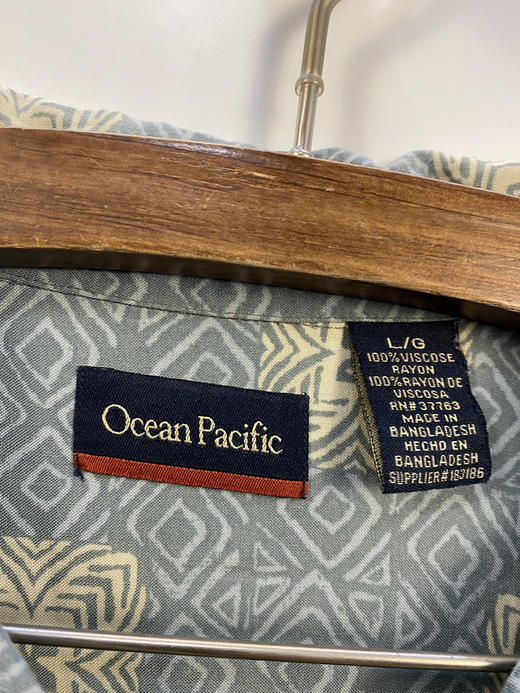 Ocean Pacific
L/G
100% VISCOSE
RAYON
100% RAYON DE
VISCOSA
RN# 37763
MADE IN
BANGLADESH
HECHO EN
BANGLADESH
SUPPLIER# 183186